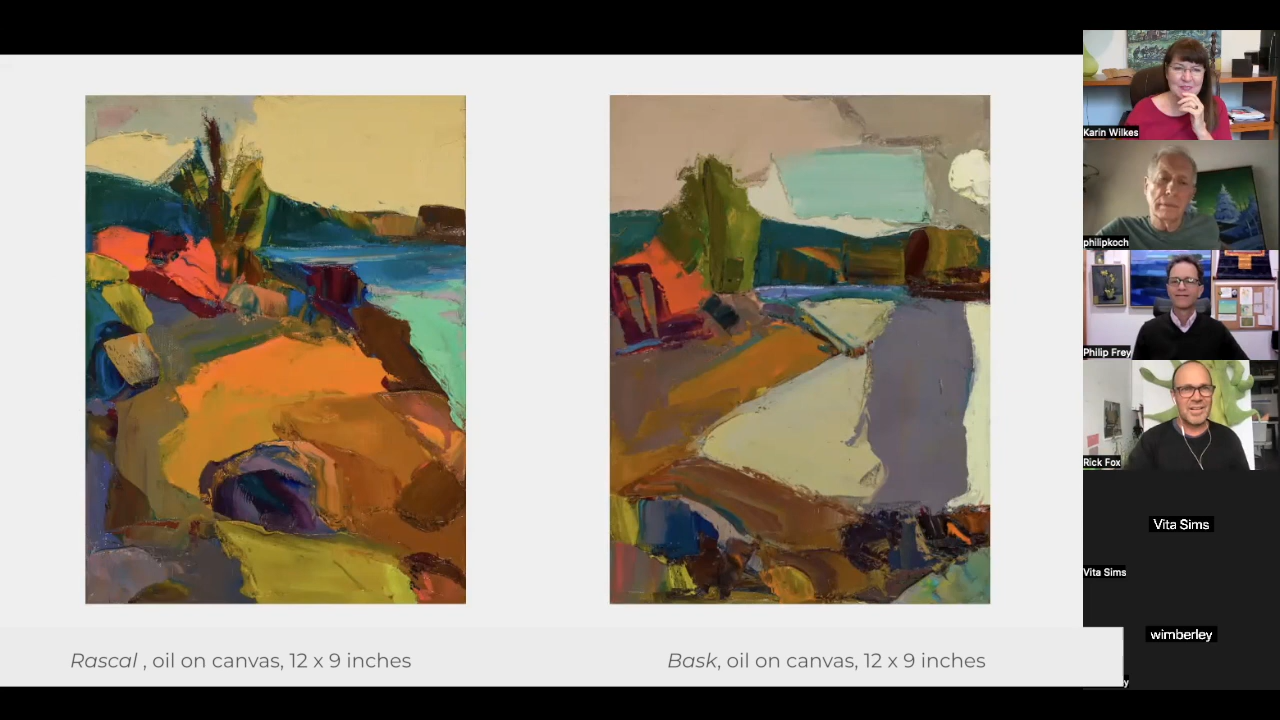 Rascal , oil on canvas, 12 x 9 inches
Bask, oil on canvas, 12 x 9 inches
Karin Wilkes
philipkoch
Philip Frey
Rick Fox
Vita Sims
Vita Sims
wimberley
y